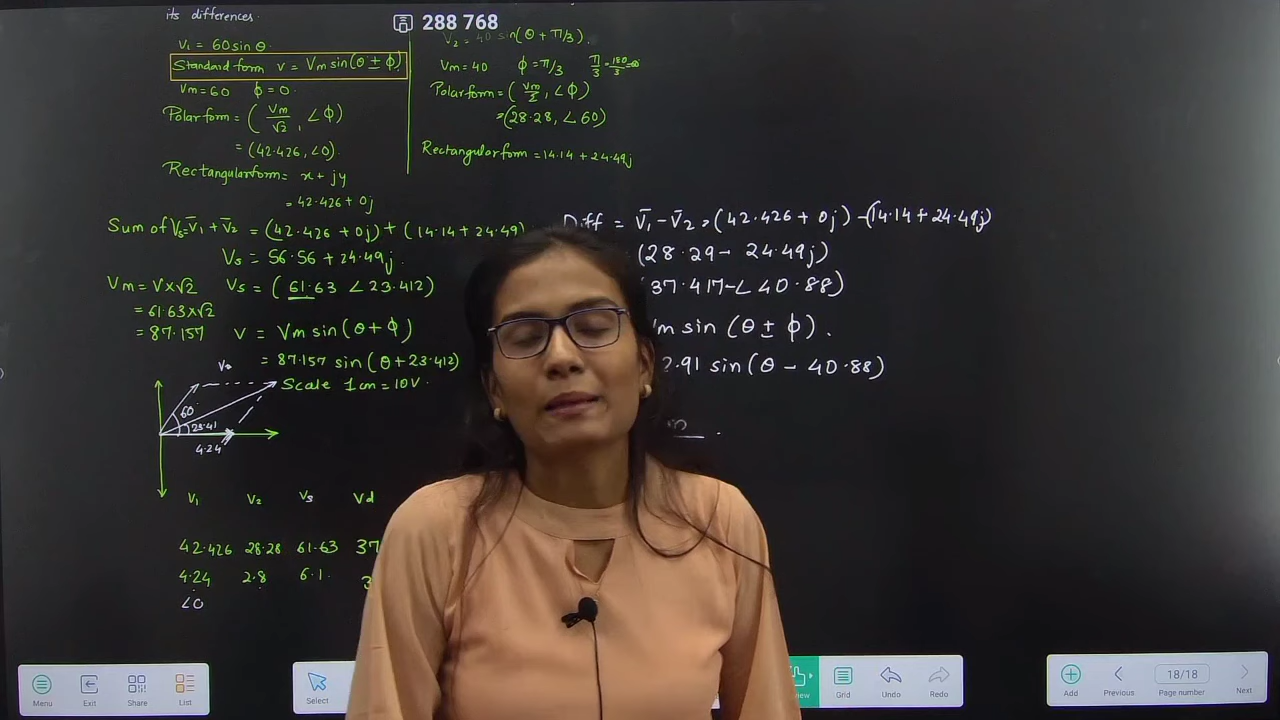 its differences.
288 768
V₁ = 60 sin θ.
Standard form v = Vm sin(θ ± φ)
Vm = 60 φ = 0.
Polar form = (Vm/√2, ∠φ)
= (42.426, ∠0).
Rectangular form = x + jy
= 42.426 + 0j
V₂ = 40 sin(θ + π/3).
Vm = 40 φ = π/3 π/3 = 180/3 =
Polar form = (Vm/2, ∠φ)
= (28.28, ∠60)
Rectangular form = 14.14 + 24.49j
Sum of Vs = V̄₁ + V̄₂ = (42.426 + 0j) + (14.14 + 24.49)
Vs = 56.56 + 24.49j.
Vm = V×√2 Vs = (61.63 ∠23.412)
= 61.63×√2
= 87.157 v = Vm sin(θ + φ)
= 87.157 sin(θ + 23.412)
Diff = V̄₁ - V̄₂ = (42.426 + 0j) - (14.14 + 24.49j)
(28.29 - 24.49j)
37.417 -∠40.88)
m sin (θ ± φ).
2.91 sin(θ - 40.88)
Scale 1cm = 10V.
60
23.41
4.24
V₁ V₂ V₃ Vd
42.426 28.28 61.63 37
4.24 2.8 6.1. 3
∠0
Menu Exit Share List
Select
Grid Undo Redo
Add Previous 18/18 Next
Page number